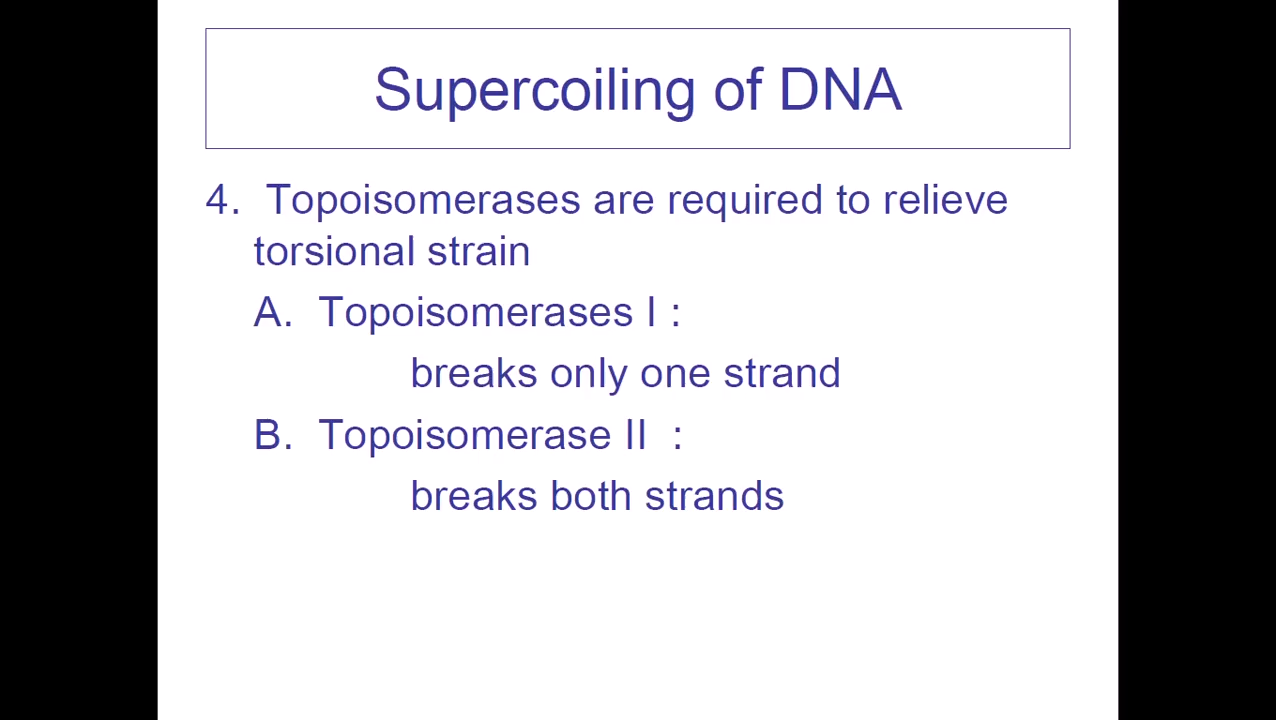 Supercoiling of DNA
4. Topoisomerases are required to relieve
torsional strain
A. Topoisomerases I :
breaks only one strand
B. Topoisomerase II :
breaks both strands